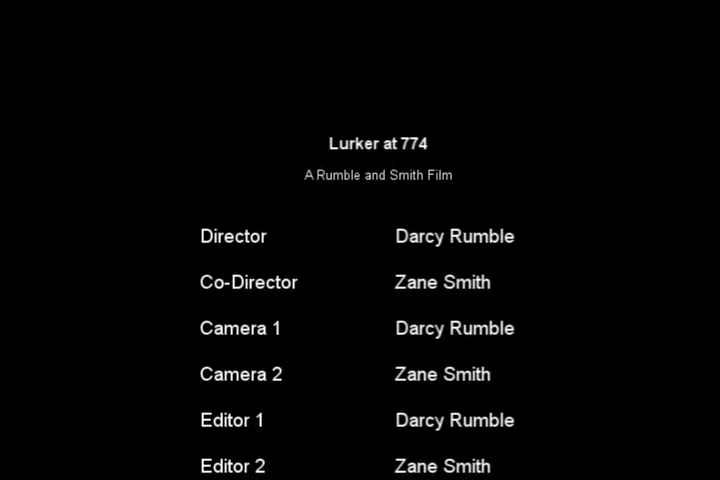 Lurker at 774
A Rumble and Smith Film
Director Darcy Rumble
Co-Director Zane Smith
Camera 1 Darcy Rumble
Camera 2 Zane Smith
Editor 1 Darcy Rumble
Editor 2 Zane Smith